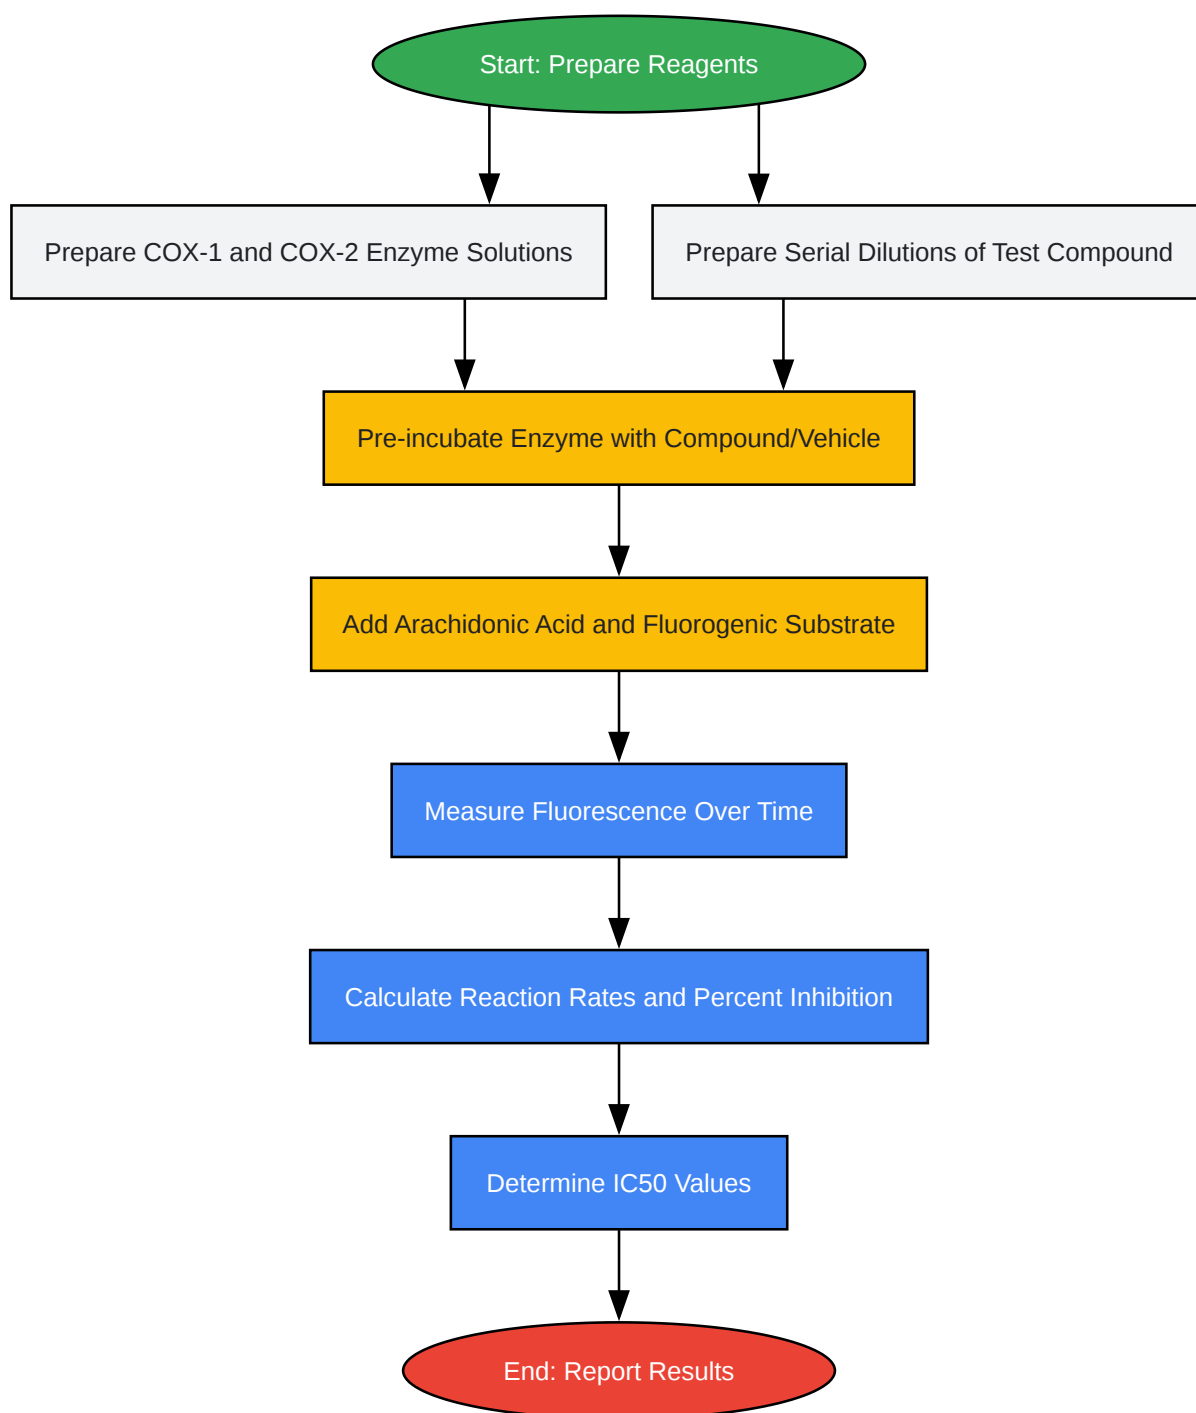 Start: Prepare Reagents
Prepare COX-1 and COX-2 Enzyme Solutions
Prepare Serial Dilutions of Test Compound
Pre-incubate Enzyme with Compound/Vehicle
Add Arachidonic Acid and Fluorogenic Substrate
Measure Fluorescence Over Time
Calculate Reaction Rates and Percent Inhibition
Determine IC50 Values
End: Report Results